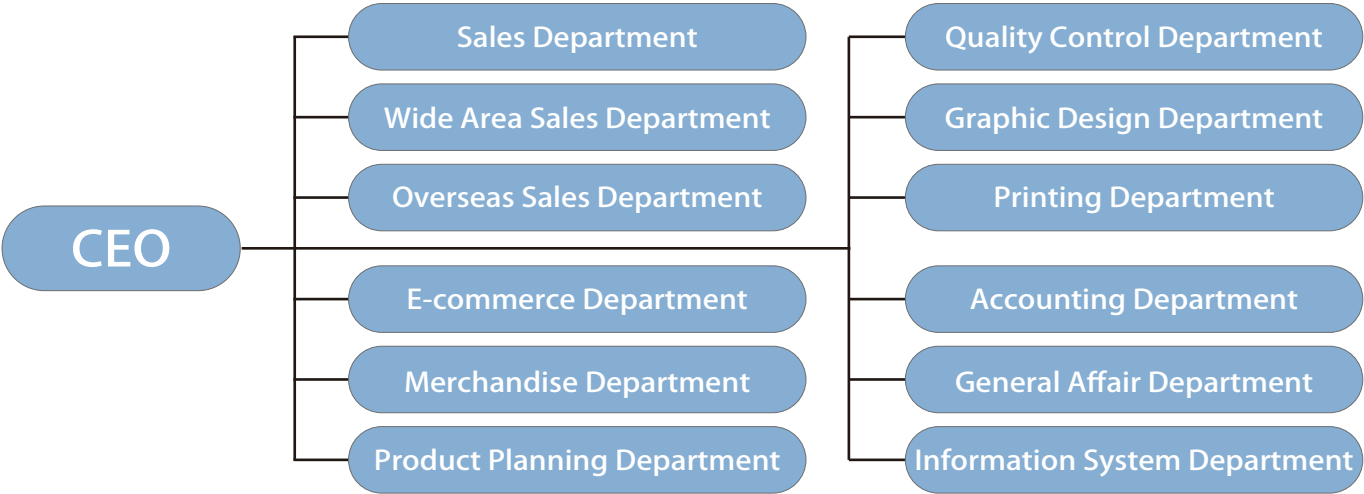 CEO
Sales Department
Wide Area Sales Department
Overseas Sales Department
E-commerce Department
Merchandise Department
Product Planning Department
Quality Control Department
Graphic Design Department
Printing Department
Accounting Department
General Affair Department
Information System Department